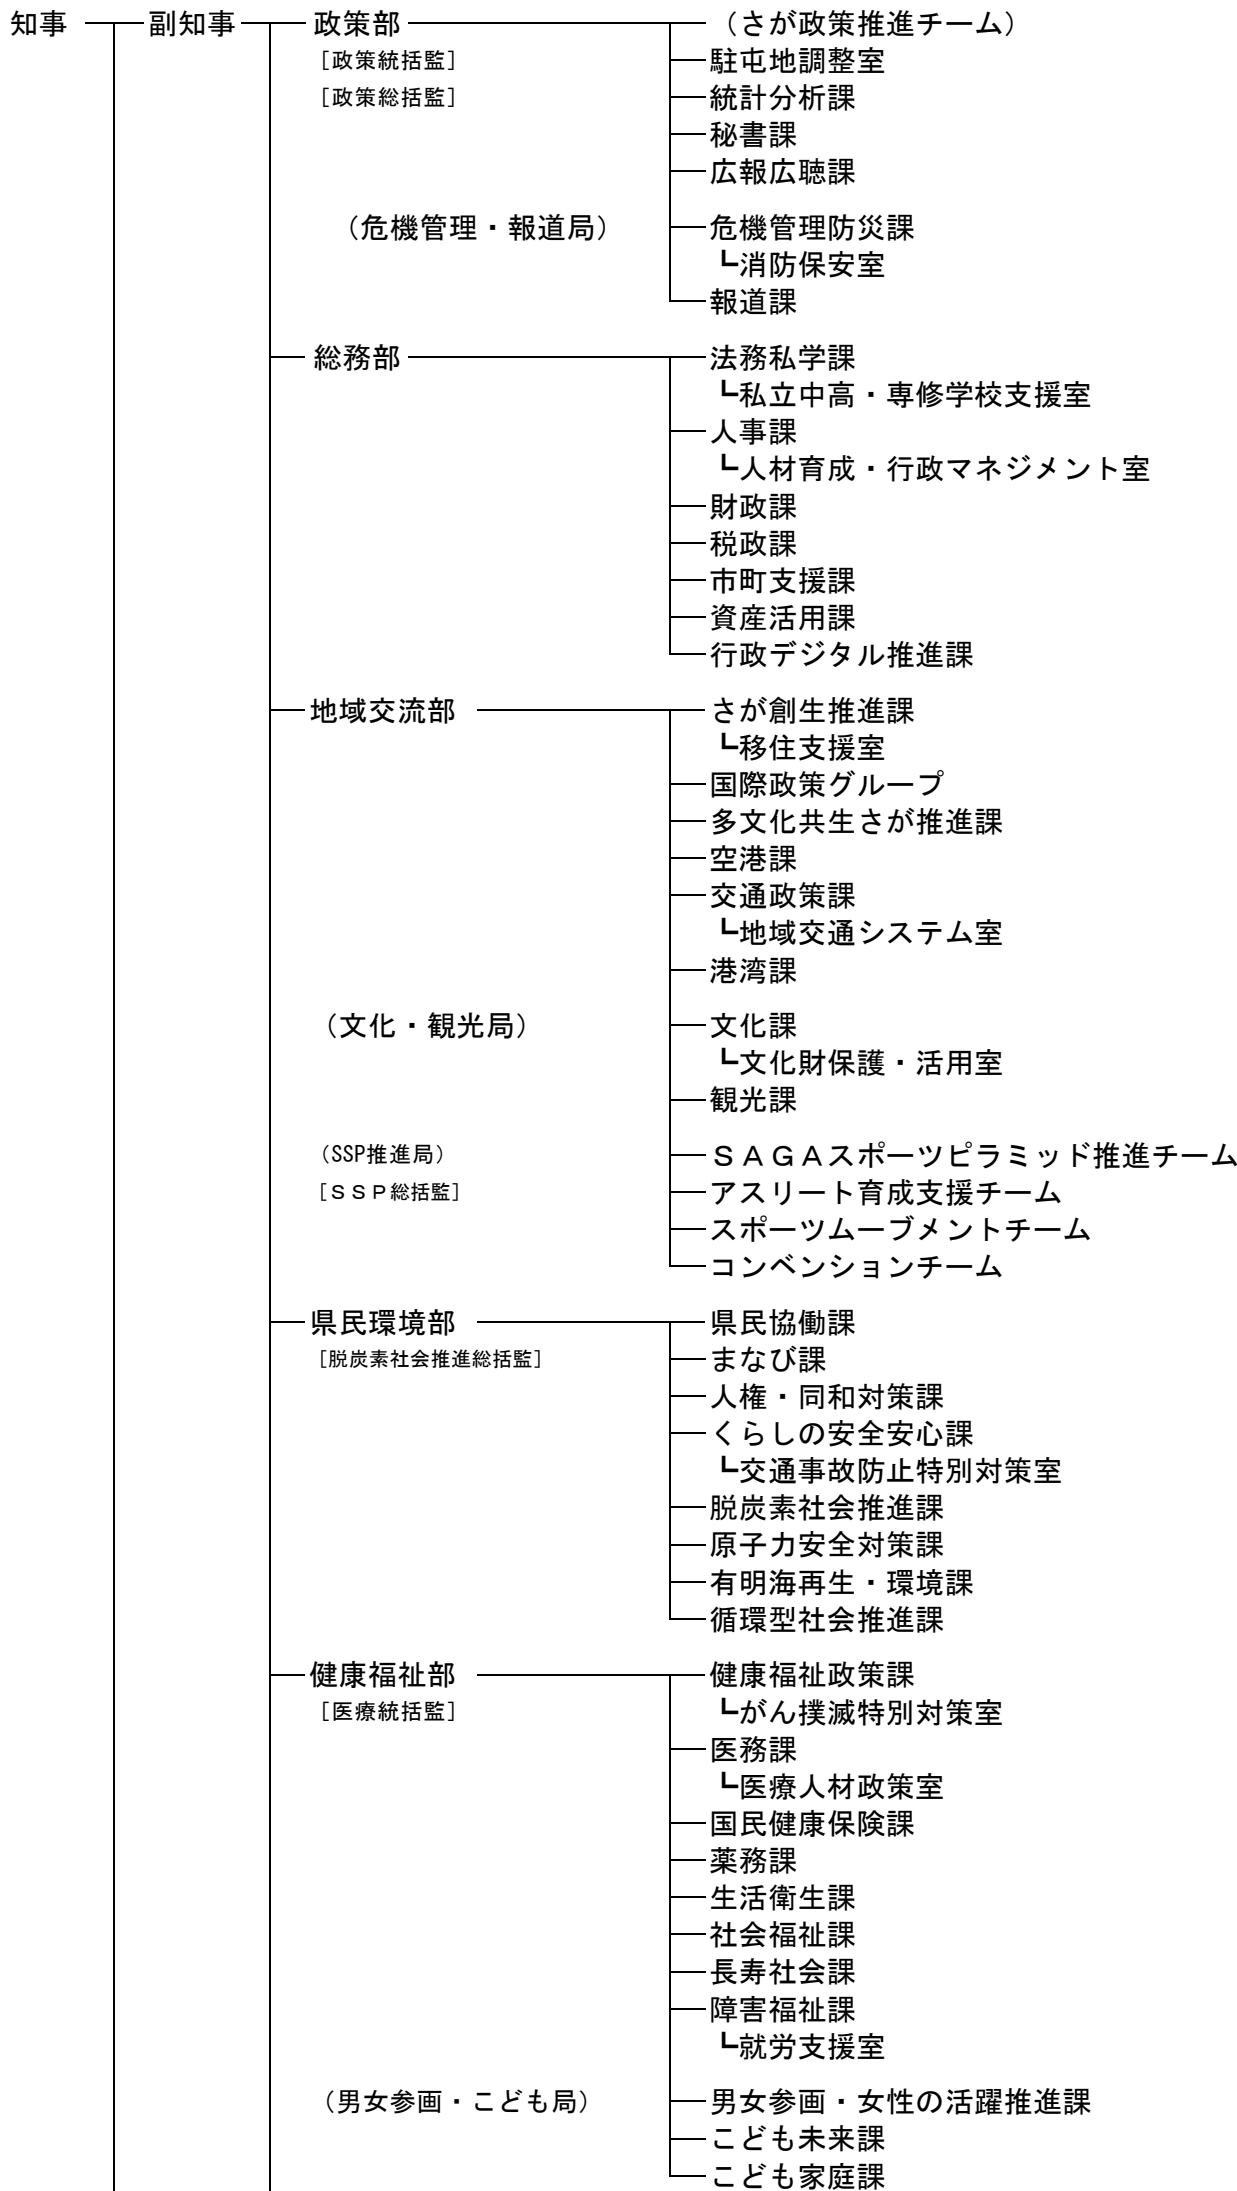 知事 副知事 政策部 （さが政策推進チーム）
［政策統括監］ 駐屯地調整室
［政策総括監］ 統計分析課
秘書課
広報広聴課
（危機管理・報道局） 危機管理防災課
┗消防保安室
報道課
総務部 法務私学課
┗私立中高・専修学校支援室
人事課
┗人材育成・行政マネジメント室
財政課
税政課
市町支援課
資産活用課
行政デジタル推進課
地域交流部 さが創生推進課
┗移住支援室
国際政策グループ
多文化共生さが推進課
空港課
交通政策課
┗地域交通システム室
港湾課
（文化・観光局） 文化課
┗文化財保護・活用室
観光課
（SSP推進局） ＳＡＧＡスポーツピラミッド推進チーム
［ＳＳＰ総括監］ アスリート育成支援チーム
スポーツムーブメントチーム
コンベンションチーム
県民環境部 県民協働課
［脱炭素社会推進総括監］ まなび課
人権・同和対策課
くらしの安全安心課
┗交通事故防止特別対策室
脱炭素社会推進課
原子力安全対策課
有明海再生・環境課
循環型社会推進課
健康福祉部 健康福祉政策課
［医療統括監］ ┗がん撲滅特別対策室
医務課
┗医療人材政策室
国民健康保険課
薬務課
生活衛生課
社会福祉課
長寿社会課
障害福祉課
┗就労支援室
（男女参画・こども局） 男女参画・女性の活躍推進課
こども未来課
こども家庭課